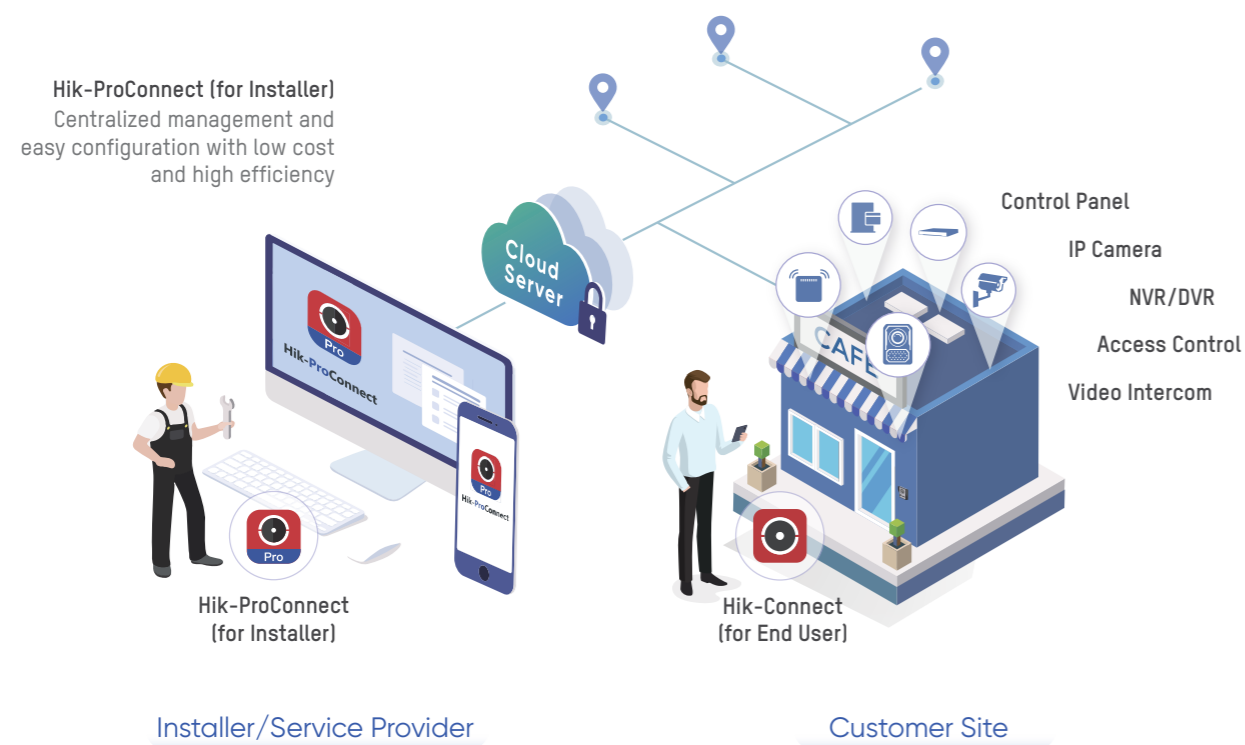 Hik-ProConnect (for Installer)
Centralized management and
easy configuration with low cost
and high efficiency
Cloud
Server
Control Panel
IP Camera
NVR/DVR
Access Control
Video Intercom
CAFE
Pro
Hik-ProConnect
Pro
Hik-ProConnect
Pro
Hik-ProConnect
(for Installer)
Hik-Connect
(for End User)
Installer/Service Provider
Customer Site